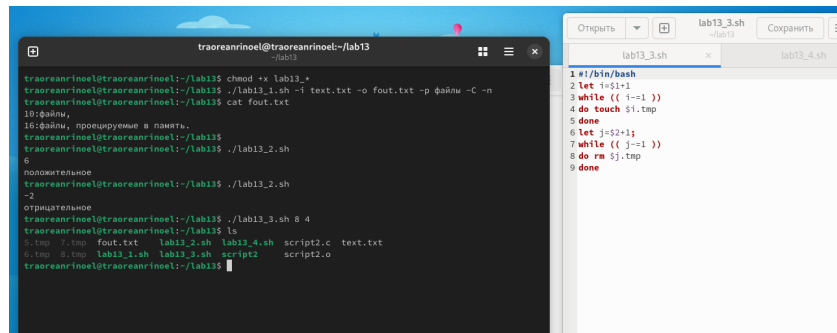 traoreanrinoel@traoreanrinoel:~/lab13
~/lab13
traoreanrinoel@traoreanrinoel:~/lab13$ chmod +x lab13_*
traoreanrinoel@traoreanrinoel:~/lab13$ ./lab13_1.sh -i text.txt -o fout.txt -p файлы -C -n
traoreanrinoel@traoreanrinoel:~/lab13$ cat fout.txt
10:файлы,
16:файлы, проецируемые в память.
traoreanrinoel@traoreanrinoel:~/lab13$
traoreanrinoel@traoreanrinoel:~/lab13$ ./lab13_2.sh
6
положительное
traoreanrinoel@traoreanrinoel:~/lab13$ ./lab13_2.sh
-2
отрицательное
traoreanrinoel@traoreanrinoel:~/lab13$ ./lab13_3.sh 8 4
traoreanrinoel@traoreanrinoel:~/lab13$ ls
5.tmp 7.tmp fout.txt lab13_2.sh lab13_4.sh script2.c text.txt
6.tmp 8.tmp lab13_1.sh lab13_3.sh script2 script2.o
traoreanrinoel@traoreanrinoel:~/lab13$
Открыть lab13_3.sh Сохранить
~/lab13
lab13_3.sh × lab13_4.sh
1 #!/bin/bash
2 let i=$1+1
3 while (( i-=1 ))
4 do touch $i.tmp
5 done
6 let j=$2+1;
7 while (( j-=1 ))
8 do rm $j.tmp
9 done